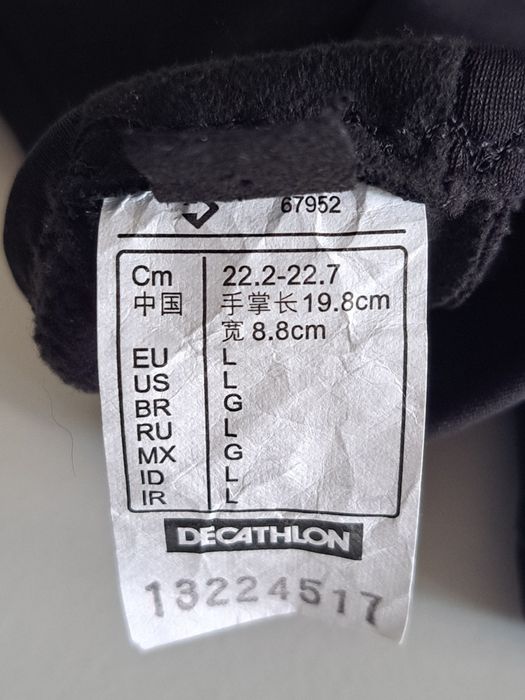 67952
Cm 22.2-22.7
中国 手掌长19.8cm
宽 8.8cm
EU L
US L
BR G
RU L
MX G
ID L
IR L
DECATHLON
13224517